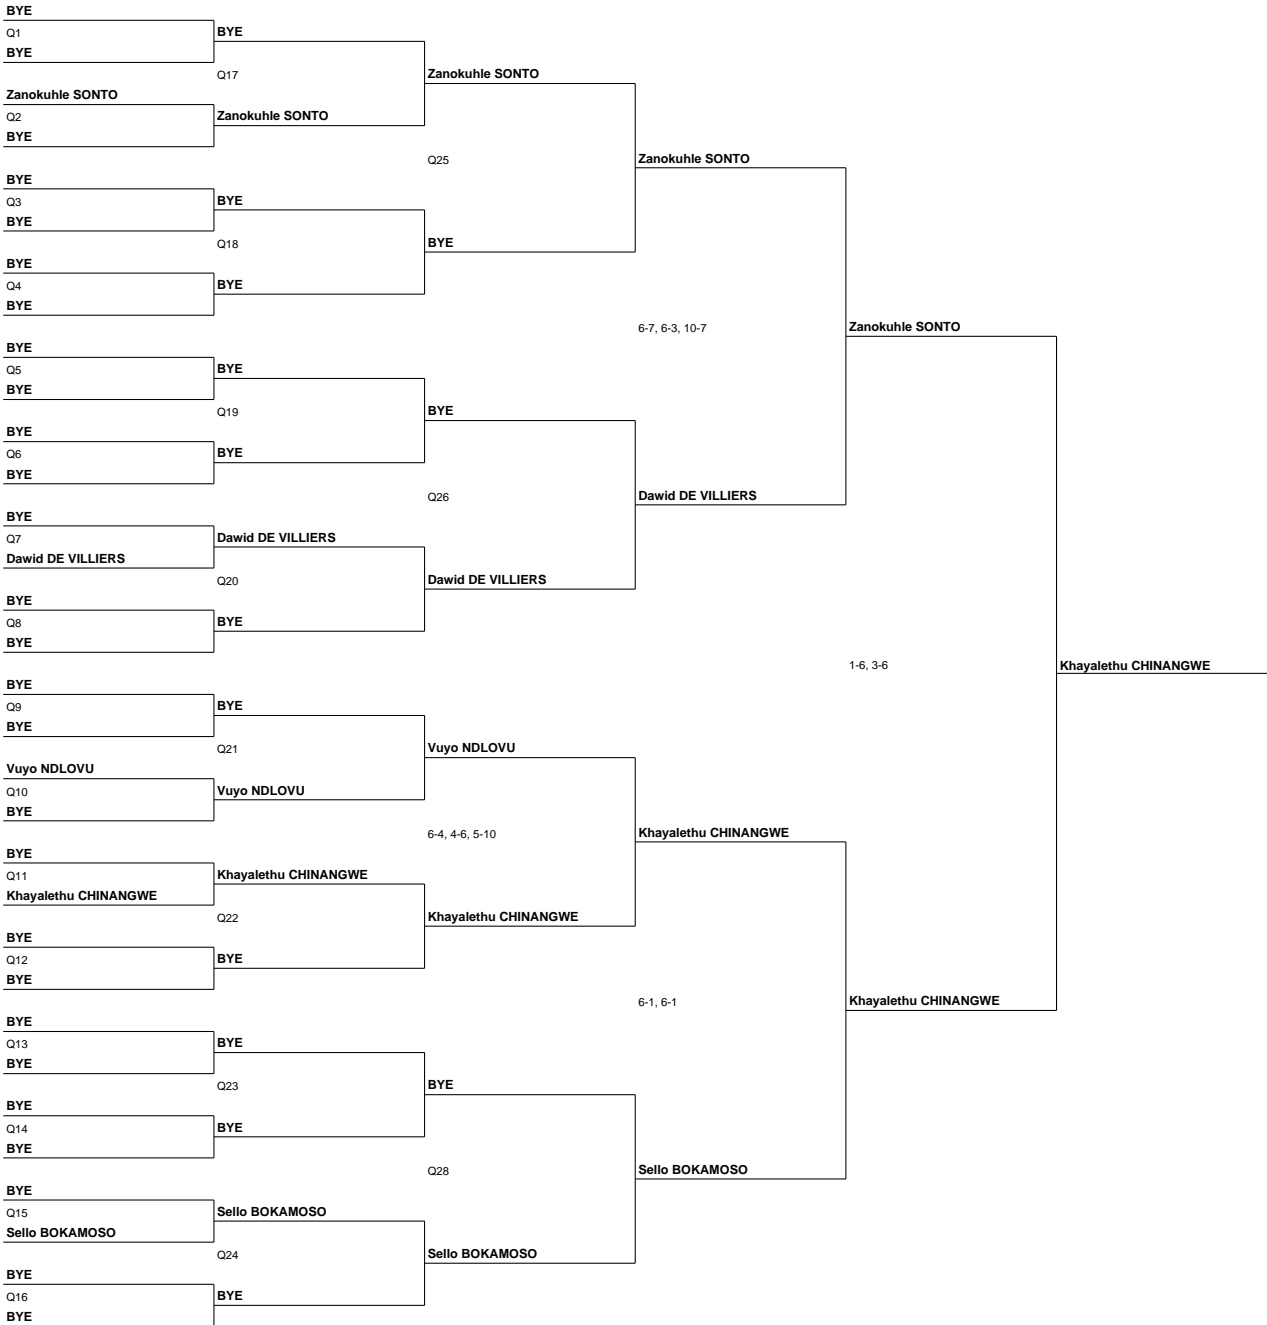 BYE
Q1
BYE
BYE
Q17
Zanokuhle SONTO
Zanokuhle SONTO
Q2
Zanokuhle SONTO
BYE
Q25
Zanokuhle SONTO
BYE
Q3
BYE
BYE
Q18
BYE
BYE
Q4
BYE
BYE
6-7, 6-3, 10-7
Zanokuhle SONTO
BYE
Q5
BYE
BYE
Q19
BYE
BYE
Q6
BYE
BYE
Q26
Dawid DE VILLIERS
BYE
Q7
Dawid DE VILLIERS
Dawid DE VILLIERS
Q20
Dawid DE VILLIERS
BYE
Q8
BYE
BYE
1-6, 3-6
Khayalethu CHINANGWE
BYE
Q9
BYE
BYE
Q21
Vuyo NDLOVU
Vuyo NDLOVU
Q10
Vuyo NDLOVU
BYE
6-4, 4-6, 5-10
Khayalethu CHINANGWE
BYE
Q11
Khayalethu CHINANGWE
Khayalethu CHINANGWE
Q22
Khayalethu CHINANGWE
BYE
Q12
BYE
BYE
6-1, 6-1
Khayalethu CHINANGWE
BYE
Q13
BYE
BYE
Q23
BYE
BYE
Q14
BYE
BYE
Q28
Sello BOKAMOSO
BYE
Q15
Sello BOKAMOSO
Sello BOKAMOSO
Q24
Sello BOKAMOSO
BYE
Q16
BYE
BYE